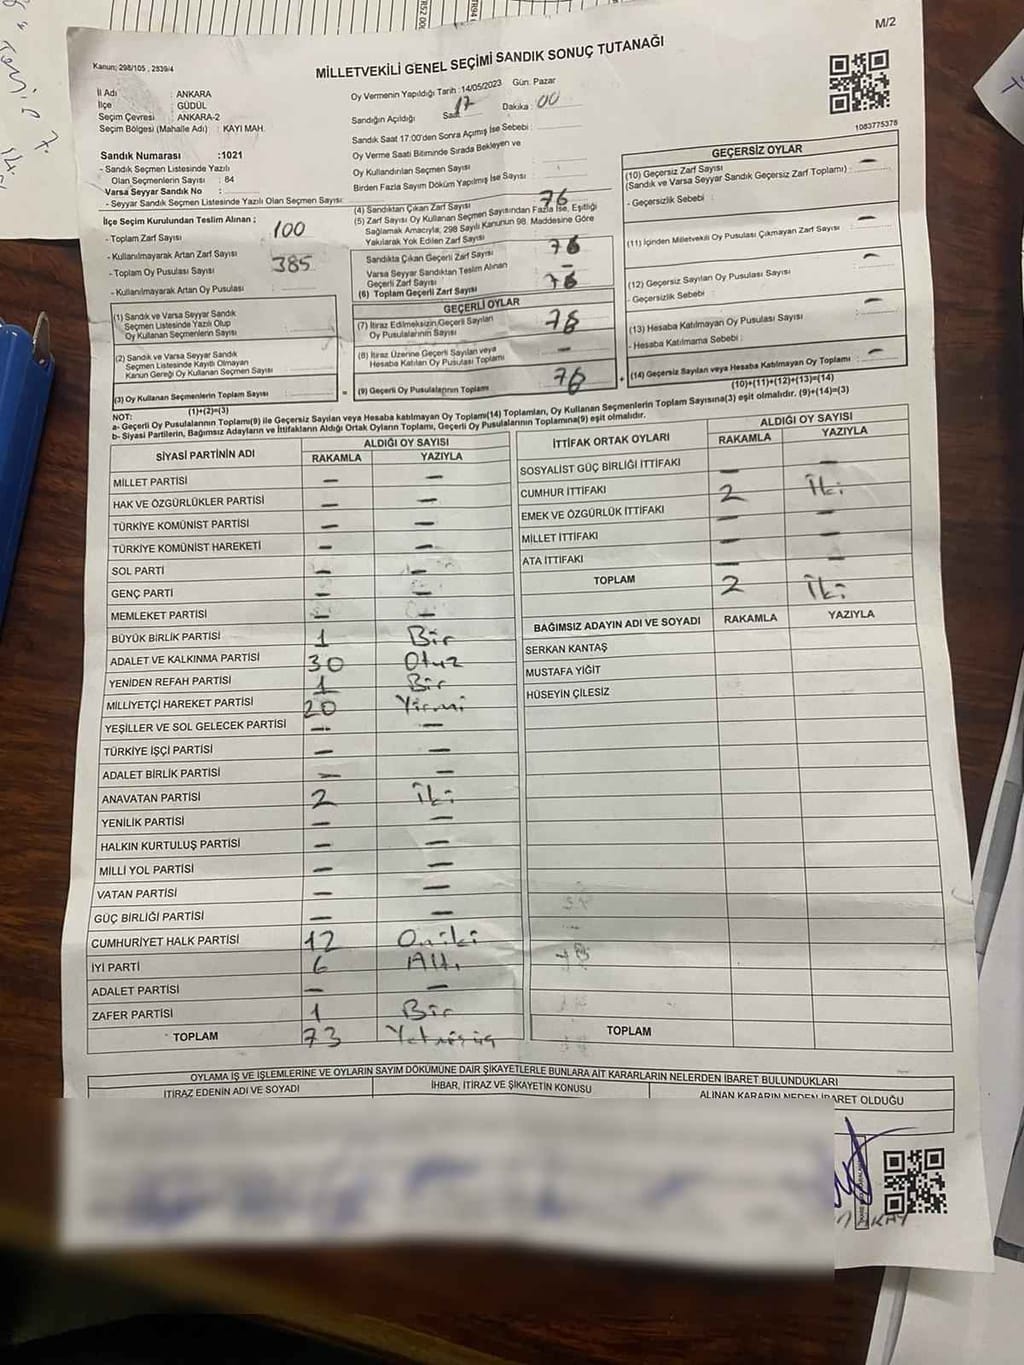 M/2
Kanun; 298/105 , 2839/4
MİLLETVEKİLİ GENEL SEÇİMİ SANDIK SONUÇ TUTANAĞI
1083775378
İl Adı : ANKARA
İlçe : GÜDÜL
Seçim Çevresi : ANKARA-2
Seçim Bölgesi (Mahalle Adı) : KAYI MAH.
Sandık Numarası :1021
- Sandık Seçmen Listesinde Yazılı
Olan Seçmenlerin Sayısı : 84
Varsa Seyyar Sandık No :
- Seyyar Sandık Seçmen Listesinde Yazılı Olan Seçmen Sayısı:
Oy Vermenin Yapıldığı Tarih : 14/05/2023 Gün: Pazar
Sandığın Açıldığı Saat 17 Dakika : 00
Sandık Saat 17:00'den Sonra Açımış İse Sebebi :
Oy Verme Saati Bitiminde Sırada Bekleyen ve
Oy Kullandırılan Seçmen Sayısı :
Birden Fazla Sayım Döküm Yapılmış İse Sayısı :
İlçe Seçim Kurulundan Teslim Alınan ;
- Toplam Zarf Sayısı 100
- Kullanılmayarak Artan Zarf Sayısı
- Toplam Oy Pusulası Sayısı 385
- Kullanılmayarak Artan Oy Pusulası
(1) Sandık ve Varsa Seyyar Sandık
Seçmen Listesinde Yazılı Olup
Oy Kullanan Seçmenlerin Sayısı
(2) Sandık ve Varsa Seyyar Sandık
Seçmen Listesinde Kayıtlı Olmayan
Kanun Gereği Oy Kullanan Seçmen Sayısı
(3) Oy Kullanan Seçmenlerin Toplam Sayısı
(1)+(2)=(3)
(4) Sandıktan Çıkan Zarf Sayısı 76
(5) Zarf Sayısı Oy Kullanan Seçmen Sayısından Fazla İse, Eşitliği
Sağlamak Amacıyla; 298 Sayılı Kanunun 98. Maddesine Göre
Yakılarak Yok Edilen Zarf Sayısı
Sandıkta Çıkan Geçerli Zarf Sayısı 76
Varsa Seyyar Sandıktan Teslim Alınan
Geçerli Zarf Sayısı –
(6) Toplam Geçerli Zarf Sayısı 76
GEÇERLİ OYLAR
(7) İtiraz Edilmeksizin Geçerli Sayılan
Oy Pusulalarının Sayısı
(8) İtiraz Üzerine Geçerli Sayılan veya
Hesaba Katılan Oy Pusulası Toplamı –
= (9) Geçerli Oy Pusulalarının Toplamı +
GEÇERSİZ OYLAR
(10) Geçersiz Zarf Sayısı
(Sandık ve Varsa Seyyar Sandık Geçersiz Zarf Toplamı) : –
- Geçersizlik Sebebi :
(11) İçinden Milletvekili Oy Pusulası Çıkmayan Zarf Sayısı : –
(12) Geçersiz Sayılan Oy Pusulası Sayısı : –
- Geçersizlik Sebebi
(13) Hesaba Katılmayan Oy Pusulası Sayısı : –
- Hesaba Katılmama Sebebi :
(14) Geçersiz Sayılan veya Hesaba Katılmayan Oy Toplamı : –
(10)+(11)+(12)+(13)=(14)
NOT:
a- Geçerli Oy Pusulalarının Toplamı(9) ile Geçersiz Sayılan veya Hesaba katılmayan Oy Toplamı(14) Toplamları, Oy Kullanan Seçmenlerin Toplam Sayısına(3) eşit olmalıdır. (9)+(14)=(3)
b- Siyasi Partilerin, Bağımsız Adayların ve İttifakların Aldığı Ortak Oyların Toplamı, Geçerli Oy Pusulalarının Toplamına(9) eşit olmalıdır.
SİYASİ PARTİNİN ADI ALDIĞI OY SAYISI
RAKAMLA YAZIYLA
MİLLET PARTİSİ – –
HAK VE ÖZGÜRLÜKLER PARTİSİ – –
TÜRKİYE KOMÜNİST PARTİSİ – –
TÜRKİYE KOMÜNİST HAREKETİ – –
SOL PARTİ – –
GENÇ PARTİ – –
MEMLEKET PARTİSİ – –
BÜYÜK BİRLİK PARTİSİ 1 Bir
ADALET VE KALKINMA PARTİSİ 30 Otuz
YENİDEN REFAH PARTİSİ 1 Bir
MİLLİYETÇİ HAREKET PARTİSİ 20 Yirmi
YEŞİLLER VE SOL GELECEK PARTİSİ – –
TÜRKİYE İŞÇİ PARTİSİ – –
ADALET BİRLİK PARTİSİ – –
ANAVATAN PARTİSİ 2 İki
YENİLİK PARTİSİ – –
HALKIN KURTULUŞ PARTİSİ – –
MİLLİ YOL PARTİSİ – –
VATAN PARTİSİ – –
GÜÇ BİRLİĞİ PARTİSİ – –
CUMHURİYET HALK PARTİSİ 12 Oniki
İYİ PARTİ 6 Altı
ADALET PARTİSİ – –
ZAFER PARTİSİ 1 Bir
TOPLAM 73 Yetmişüç
İTTİFAK ORTAK OYLARI ALDIĞI OY SAYISI
RAKAMLA YAZIYLA
SOSYALİST GÜÇ BİRLİĞİ İTTİFAKI – –
CUMHUR İTTİFAKI 2 İki
EMEK VE ÖZGÜRLÜK İTTİFAKI – –
MİLLET İTTİFAKI – –
ATA İTTİFAKI – –
TOPLAM 2 İki
BAĞIMSIZ ADAYIN ADI VE SOYADI RAKAMLA YAZIYLA
SERKAN KANTAŞ
MUSTAFA YİĞİT
HÜSEYİN ÇİLESİZ
TOPLAM
OYLAMA İŞ VE İŞLEMLERİNE VE OYLARIN SAYIM DÖKÜMÜNE DAİR ŞİKAYETLERLE BUNLARA AİT KARARLARIN NELERDEN İBARET BULUNDUKLARI
İTİRAZ EDENİN ADI VE SOYADI İHBAR, İTİRAZ VE ŞİKAYETİN KONUSU ALINAN KARARIN NEDEN İBARET OLDUĞU